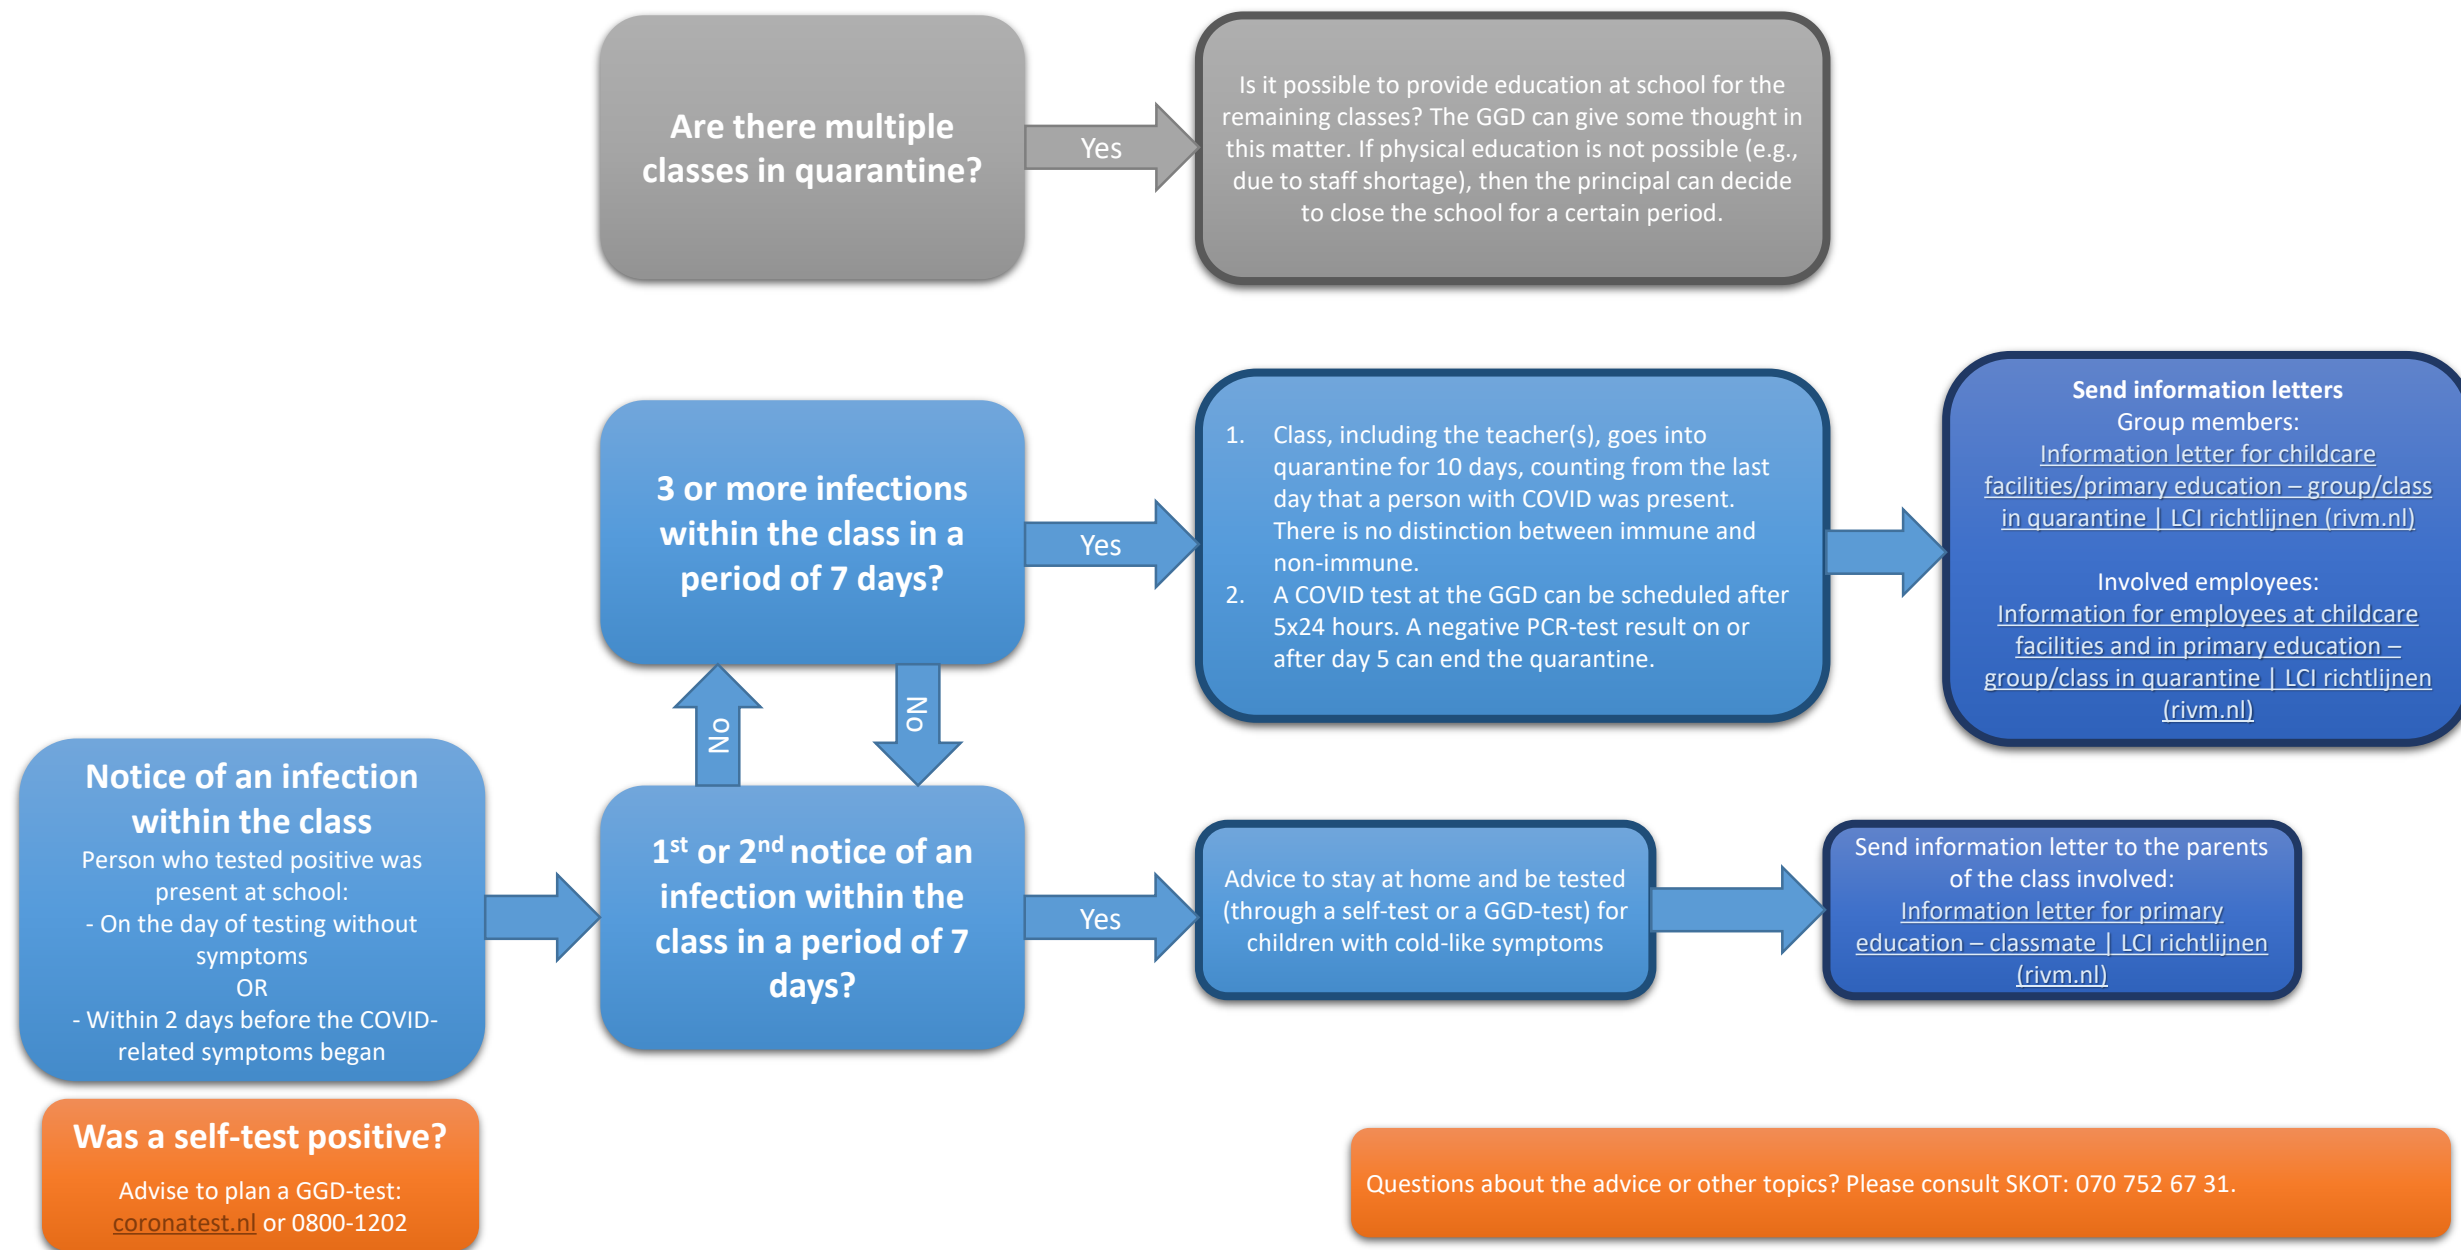 Are there multiple
classes in quarantine?
Yes
Is it possible to provide education at school for the
remaining classes? The GGD can give some thought in
this matter. If physical education is not possible (e.g.,
due to staff shortage), then the principal can decide
to close the school for a certain period.
3 or more infections
within the class in a
period of 7 days?
Yes
1. Class, including the teacher(s), goes into
quarantine for 10 days, counting from the last
day that a person with COVID was present.
There is no distinction between immune and
non-immune.
2. A COVID test at the GGD can be scheduled after
5x24 hours. A negative PCR-test result on or
after day 5 can end the quarantine.
Send information letters
Group members:
Information letter for childcare
facilities/primary education – group/class
in quarantine | LCI richtlijnen (rivm.nl)
Involved employees:
Information for employees at childcare
facilities and in primary education –
group/class in quarantine | LCI richtlijnen
(rivm.nl)
No
No
Notice of an infection
within the class
Person who tested positive was
present at school:
- On the day of testing without
symptoms
OR
- Within 2 days before the COVID-
related symptoms began
1st or 2nd notice of an
infection within the
class in a period of 7
days?
Yes
Advice to stay at home and be tested
(through a self-test or a GGD-test) for
children with cold-like symptoms
Send information letter to the parents
of the class involved:
Information letter for primary
education – classmate | LCI richtlijnen
(rivm.nl)
Was a self-test positive?
Advise to plan a GGD-test:
coronatest.nl or 0800-1202
Questions about the advice or other topics? Please consult SKOT: 070 752 67 31.